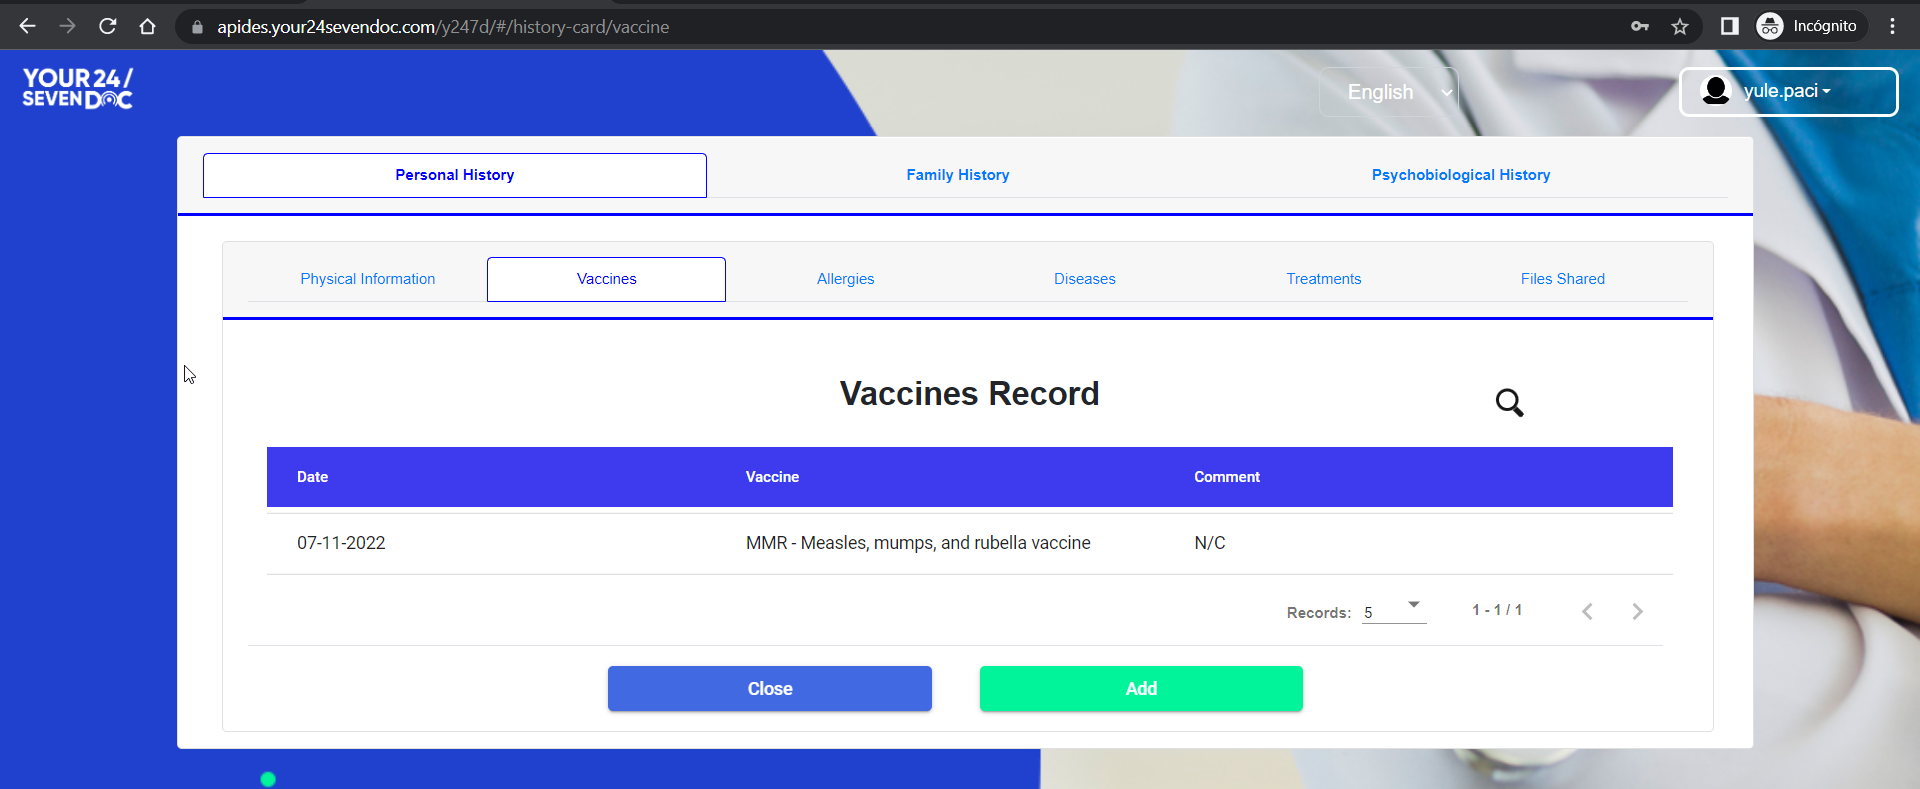 apides.your24sevendoc.com/y247d/#/history-card/vaccine
Incógnito
YOUR 24/
SEVEN DOC
English
yule.paci
Personal History
Family History
Psychobiological History
Physical Information
Vaccines
Allergies
Diseases
Treatments
Files Shared
Vaccines Record
Date
Vaccine
Comment
07-11-2022
MMR - Measles, mumps, and rubella vaccine
N/C
Records: 5
1 - 1 / 1
Close
Add